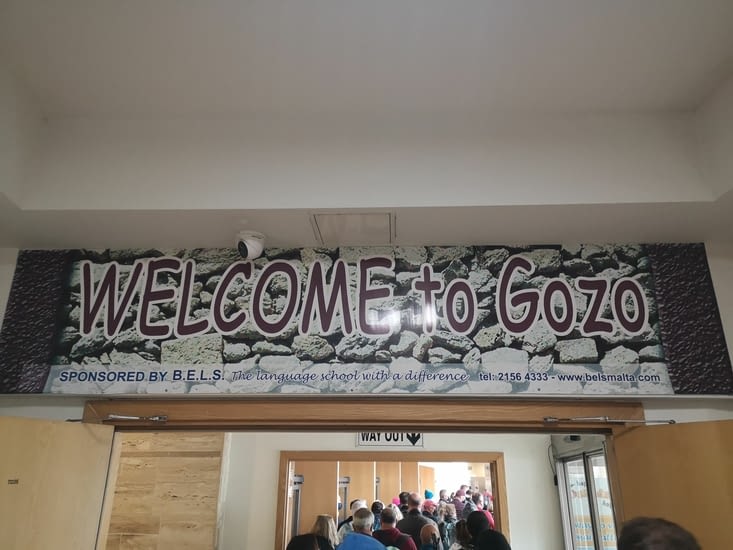 WELCOME to Gozo
SPONSORED BY B.E.L.S. The language school with a difference tel: 2156 4333 - www.belsmalta.com
WAY OUT